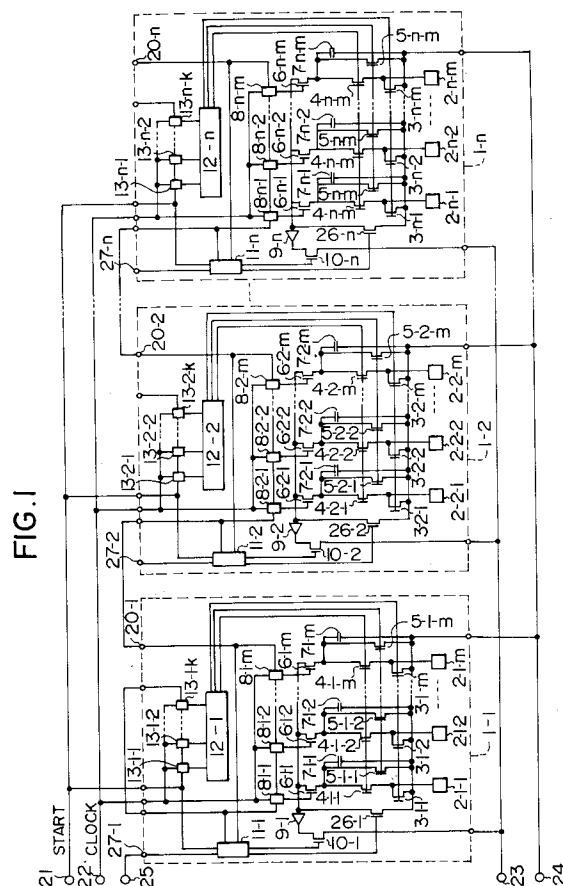 FIG.1
21 START
22 CLOCK
25
27-1
20-1
27-2
20-2
27-n
20-n
13-1-1
13-1-2
13-1-k
12-1
11-1
8-1-1
8-1-2
8-1-m
6-1-1
6-1-2
6-1-m
7-1-1
7-1-2
7-1-m
9-1
10-1
26-1
4-1-1
4-1-2
4-1-m
5-1-1
5-1-2
5-1-m
3-1-1
3-1-2
3-1-m
2-1-1
2-1-2
2-1-m
1-1
13-2-1
13-2-2
13-2-k
12-2
11-2
8-2-1
8-2-2
8-2-m
6-2-1
6-2-2
6-2-m
7-2-1
7-2-2
7-2-m
9-2
10-2
26-2
4-2-1
4-2-2
4-2-m
5-2-1
5-2-2
5-2-m
32-1
3-2-2
3-2-m
2-2-1
2-2-2
2-2-m
1-2
13-n-1
13-n-2
13-n-k
12-n
11-n
8-n-1
8-n-2
8-n-m
6-n-1
6-n-2
6-n-m
7-n-1
7-n-2
7-n-m
9-n
10-n
26-n
4-n-m
4-n-m
4-n-m
5-n-m
5-n-m
5-n-m
3-n-1
3-n-2
3-n-m
2-n-1
2-n-2
2-n-m
1-n
23
24